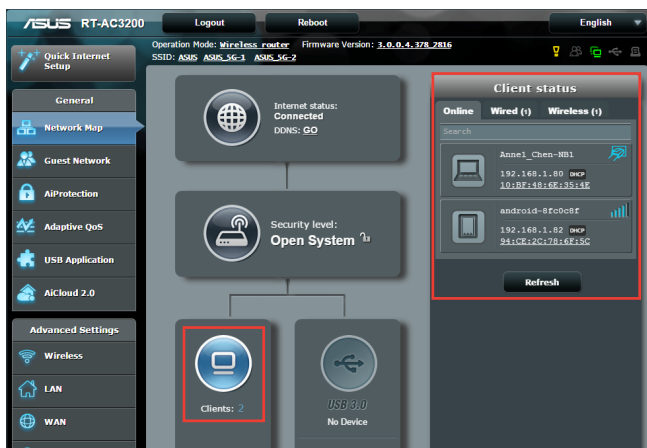 ASUS RT-AC3200 Logout Reboot English
Operation Mode: Wireless router Firmware Version: 3.0.0.4.378_2816
SSID: ASUS ASUS_5G-1 ASUS_5G-2
Quick Internet
Setup
General
Network Map
Guest Network
AiProtection
Adaptive QoS
USB Application
AiCloud 2.0
Advanced Settings
Wireless
LAN
WAN
Internet status:
Connected
DDNS: GO
Security level:
Open System
Clients: 2
USB 3.0
No Device
Client status
Online Wired (1) Wireless (1)
Search
Anne1_Chen-NB1
192.168.1.80 DHCP
10:BF:48:6E:35:4E
android-8fc0c8f
192.168.1.82 DHCP
94:CE:2C:78:6F:5C
Refresh